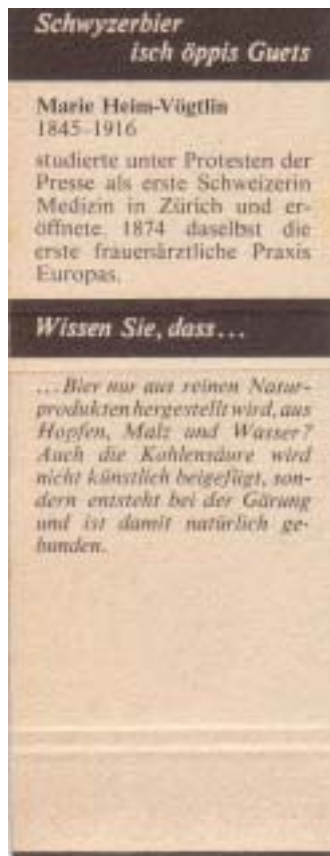 Schwyzerbier
isch öppis Guets
Marie Heim-Vögtlin
1845-1916
studierte unter Protesten der
Presse als erste Schweizerin
Medizin in Zürich und er-
öffnete 1874 daselbst die
erste frauenärztliche Praxis
Europas.
Wissen Sie, dass...
...Bier nur aus reinen Natur-
produkten hergestellt wird, aus
Hopfen, Malz und Wasser?
Auch die Kohlensäure wird
nicht künstlich beigefügt, son-
dern entsteht bei der Gärung
und ist damit natürlich ge-
bunden.